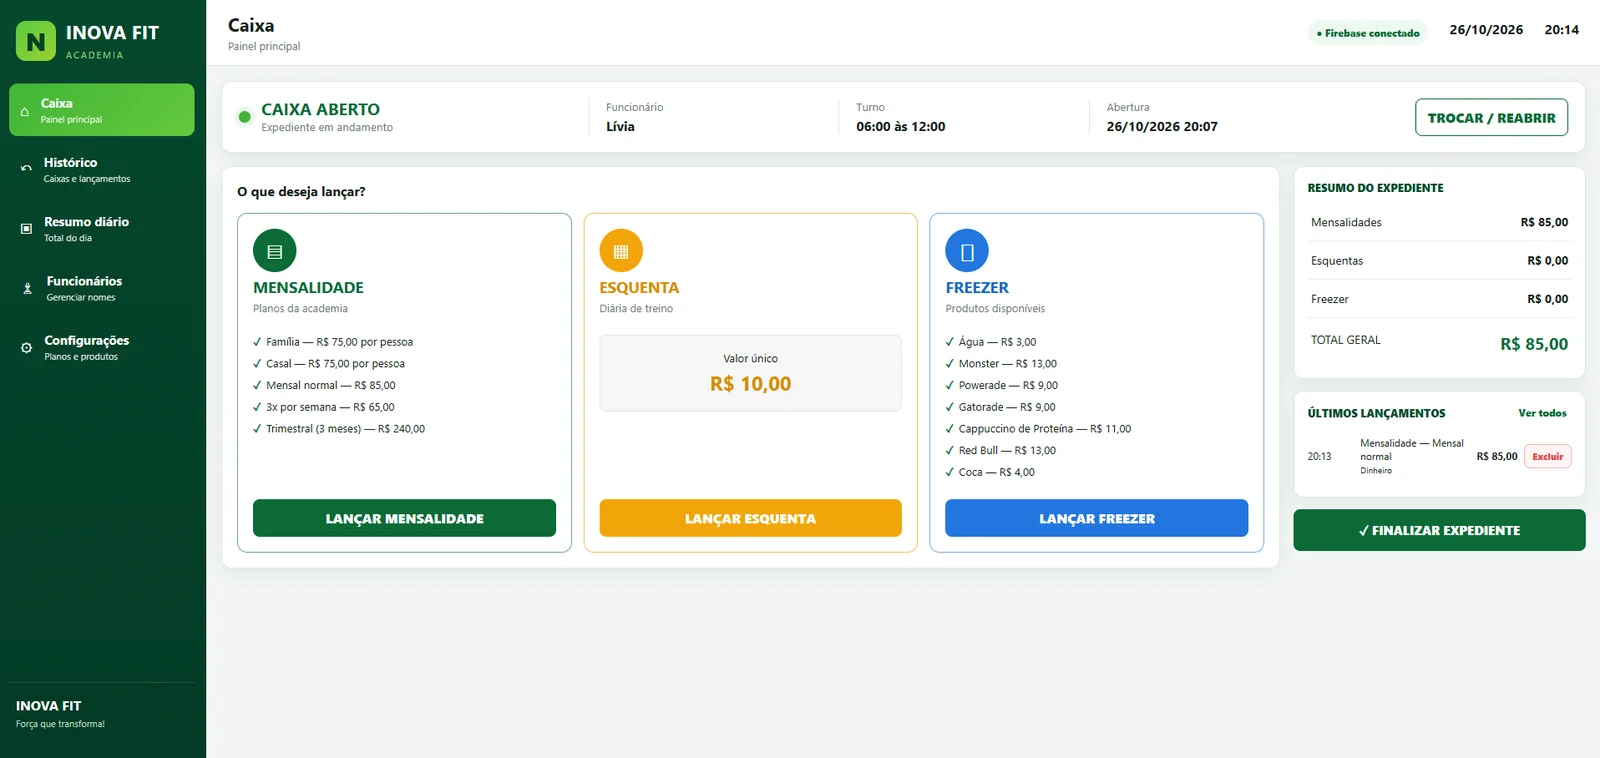 N
INOVA FIT
ACADEMIA
Caixa
Painel principal
Histórico
Caixas e lançamentos
Resumo diário
Total do dia
Funcionários
Gerenciar nomes
Configurações
Planos e produtos
INOVA FIT
Força que transforma!
Caixa
Painel principal
• Firebase conectado
26/10/2026
20:14
CAIXA ABERTO
Expediente em andamento
Funcionário
Lívia
Turno
06:00 às 12:00
Abertura
26/10/2026 20:07
TROCAR / REABRIR
O que deseja lançar?
MENSALIDADE
Planos da academia
✓ Família — R$ 75,00 por pessoa
✓ Casal — R$ 75,00 por pessoa
✓ Mensal normal — R$ 85,00
✓ 3x por semana — R$ 65,00
✓ Trimestral (3 meses) — R$ 240,00
LANÇAR MENSALIDADE
ESQUENTA
Diária de treino
Valor único
R$ 10,00
LANÇAR ESQUENTA
FREEZER
Produtos disponíveis
✓ Água — R$ 3,00
✓ Monster — R$ 13,00
✓ Powerade — R$ 9,00
✓ Gatorade — R$ 9,00
✓ Cappuccino de Proteína — R$ 11,00
✓ Red Bull — R$ 13,00
✓ Coca — R$ 4,00
LANÇAR FREEZER
RESUMO DO EXPEDIENTE
Mensalidades R$ 85,00
Esquentas R$ 0,00
Freezer R$ 0,00
TOTAL GERAL R$ 85,00
ÚLTIMOS LANÇAMENTOS
Ver todos
20:13
Mensalidade — Mensal
normal
Dinheiro
R$ 85,00
Excluir
✓ FINALIZAR EXPEDIENTE